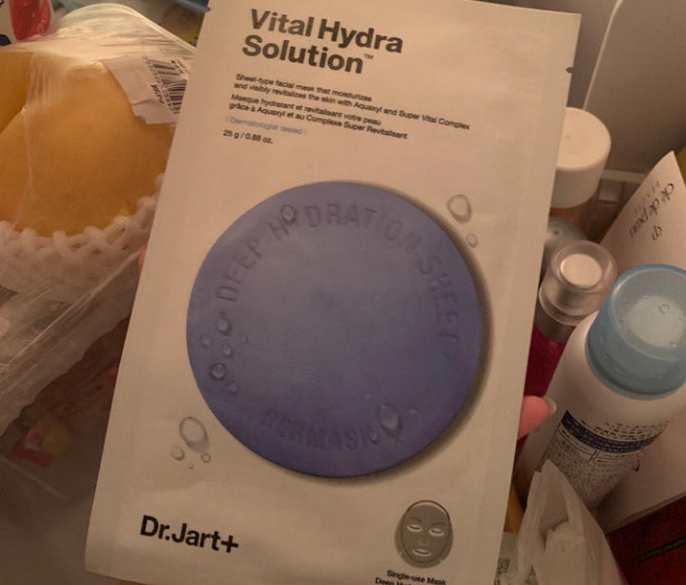 Vital Hydra
Solution™
Sheet-type facial mask that moisturizes
and visibly revitalizes the skin with Aquaxyl and Super Vital Complex
Masque hydratant et revitalisant votre peau
grâce à Aquaxyl et au Complexe Super Revitalisant
Dermatologist tested
25 g / 0.88 oz.
DEEP HYDRATION SHEET
DERMASK
Dr.Jart+
Single-use Mask